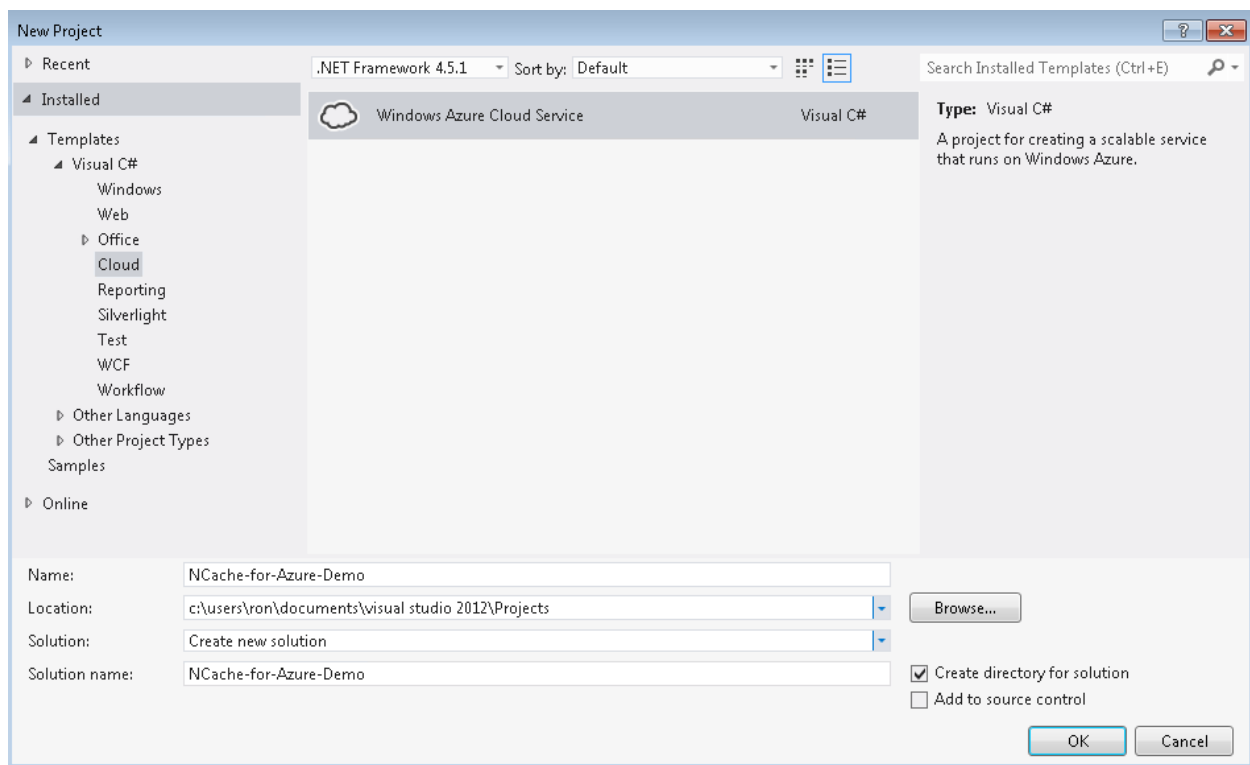 New Project
Recent
.NET Framework 4.5.1 Sort by: Default
Search Installed Templates (Ctrl+E)
Installed
Templates
Visual C#
Windows
Web
Office
Cloud
Reporting
Silverlight
Test
WCF
Workflow
Other Languages
Other Project Types
Samples
Online
Windows Azure Cloud Service Visual C#
Type: Visual C#
A project for creating a scalable service
that runs on Windows Azure.
Name: NCache-for-Azure-Demo
Location: c:\users\ron\documents\visual studio 2012\Projects Browse...
Solution: Create new solution
Solution name: NCache-for-Azure-Demo
Create directory for solution
Add to source control
OK Cancel